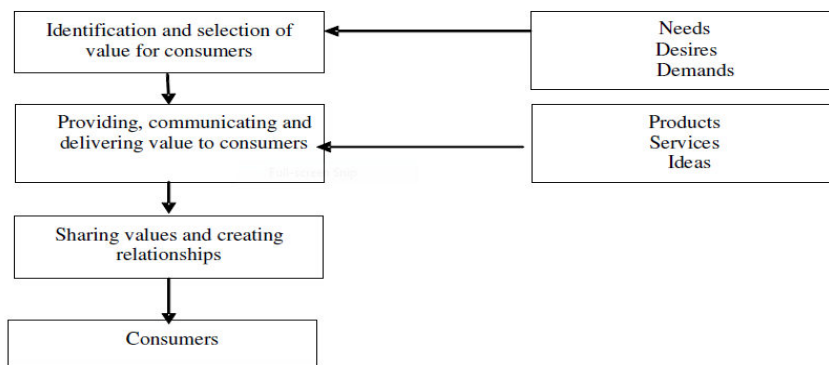 Identification and selection of
value for consumers
Needs
Desires
Demands
Providing, communicating and
delivering value to consumers
Products
Services
Ideas
Sharing values and creating
relationships
Consumers